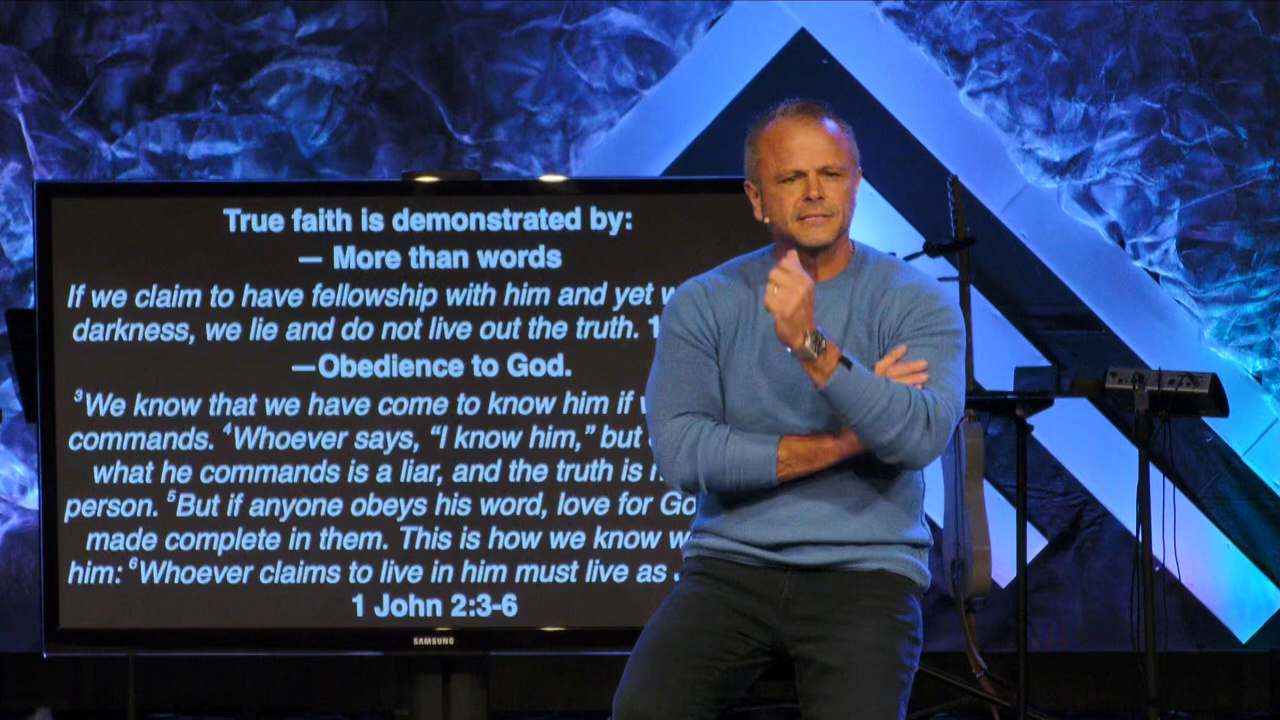 True faith is demonstrated by:
— More than words
If we claim to have fellowship with him and yet
darkness, we lie and do not live out the truth. 1
—Obedience to God.
³We know that we have come to know him if
commands. ⁴Whoever says, “I know him,” but
what he commands is a liar, and the truth is
person. ⁵But if anyone obeys his word, love for
made complete in them. This is how we know
him: ⁶Whoever claims to live in him must live as
1 John 2:3-6
SAMSUNG